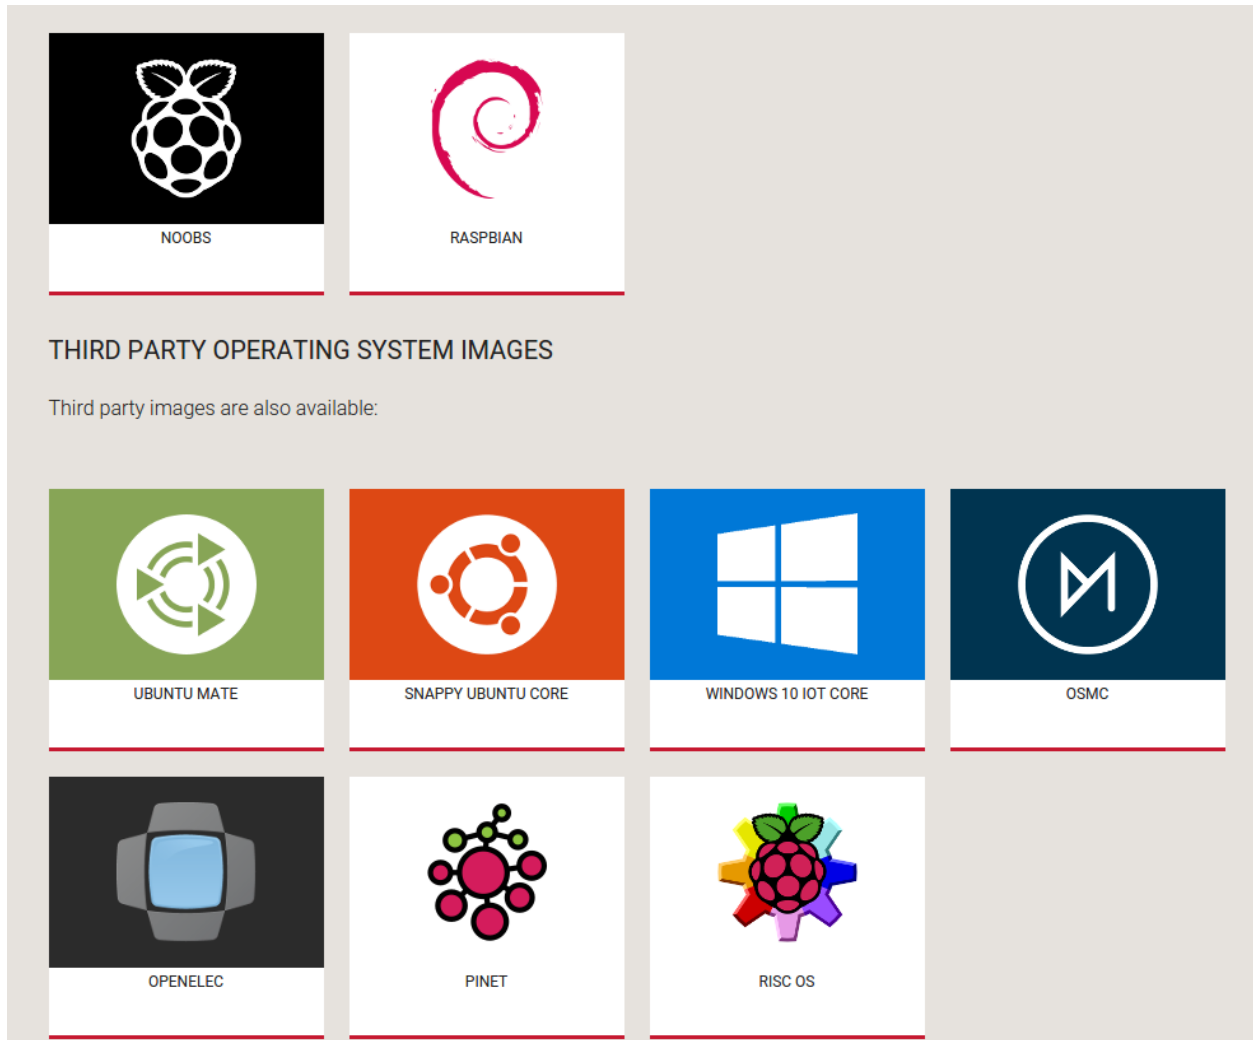 NOOBS
RASPBIAN
THIRD PARTY OPERATING SYSTEM IMAGES
Third party images are also available:
UBUNTU MATE
SNAPPY UBUNTU CORE
WINDOWS 10 IOT CORE
OSMC
OPENELEC
PINET
RISC OS